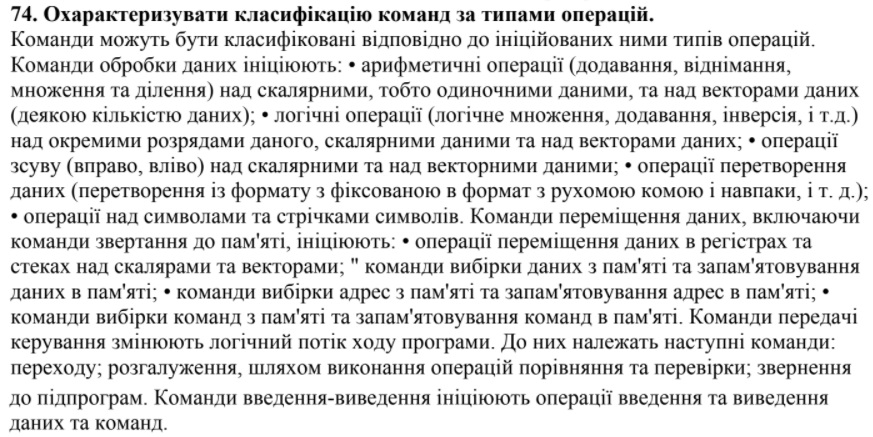 74. Охарактеризувати класифікацію команд за типами операцій.
Команди можуть бути класифіковані відповідно до ініційованих ними типів операцій.
Команди обробки даних ініціюють: • арифметичні операції (додавання, віднімання,
множення та ділення) над скалярними, тобто одиночними даними, та над векторами даних
(деякою кількістю даних); • логічні операції (логічне множення, додавання, інверсія, і т.д.)
над окремими розрядами даного, скалярними даними та над векторами даних; • операції
зсуву (вправо, вліво) над скалярними та над векторними даними; • операції перетворення
даних (перетворення із формату з фіксованою в формат з рухомою комою і навпаки, і т. д.);
• операції над символами та стрічками символів. Команди переміщення даних, включаючи
команди звертання до пам'яті, ініціюють: • операції переміщення даних в регістрах та
стеках над скалярами та векторами; " команди вибірки даних з пам'яті та запам'ятовування
даних в пам'яті; • команди вибірки адрес з пам'яті та запам'ятовування адрес в пам'яті; •
команди вибірки команд з пам'яті та запам'ятовування команд в пам'яті. Команди передачі
керування змінюють логічний потік ходу програми. До них належать наступні команди:
переходу; розгалуження, шляхом виконання операцій порівняння та перевірки; звернення
до підпрограм. Команди введення-виведення ініціюють операції введення та виведення
даних та команд.